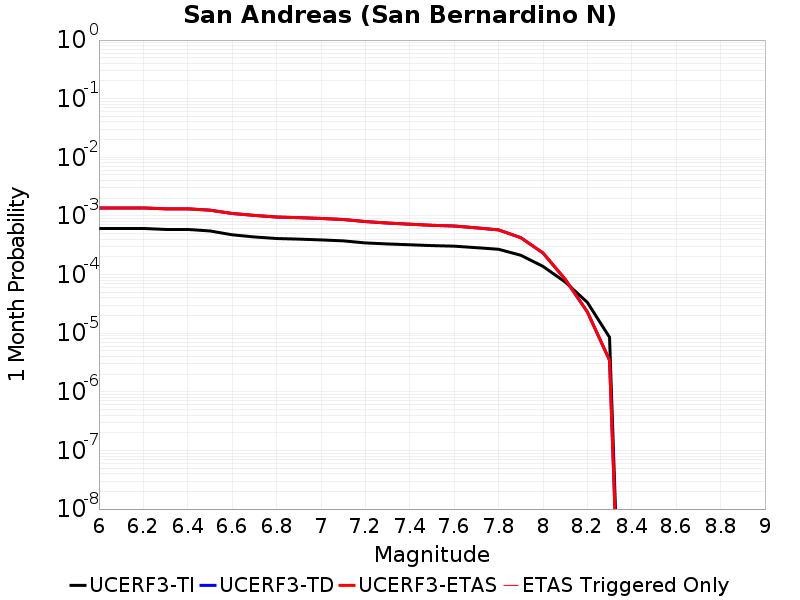 San Andreas (San Bernardino N)
1 Month Probability
10^0
10^-1
10^-2
10^-3
10^-4
10^-5
10^-6
10^-7
10^-8
6 6.2 6.4 6.6 6.8 7 7.2 7.4 7.6 7.8 8 8.2 8.4 8.6 8.8 9
Magnitude
UCERF3-TI UCERF3-TD UCERF3-ETAS ETAS Triggered Only